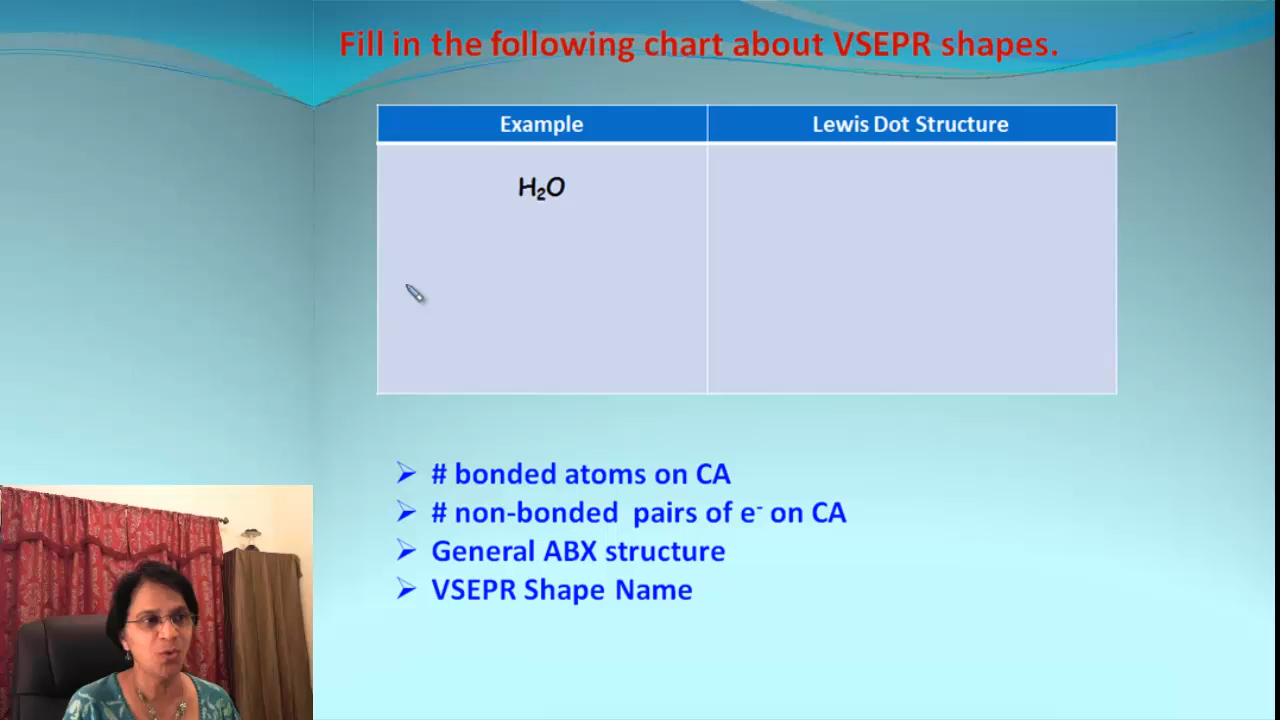 Fill in the following chart about VSEPR shapes.
Example
Lewis Dot Structure
H₂O
# bonded atoms on CA
# non-bonded pairs of e⁻ on CA
General ABX structure
VSEPR Shape Name